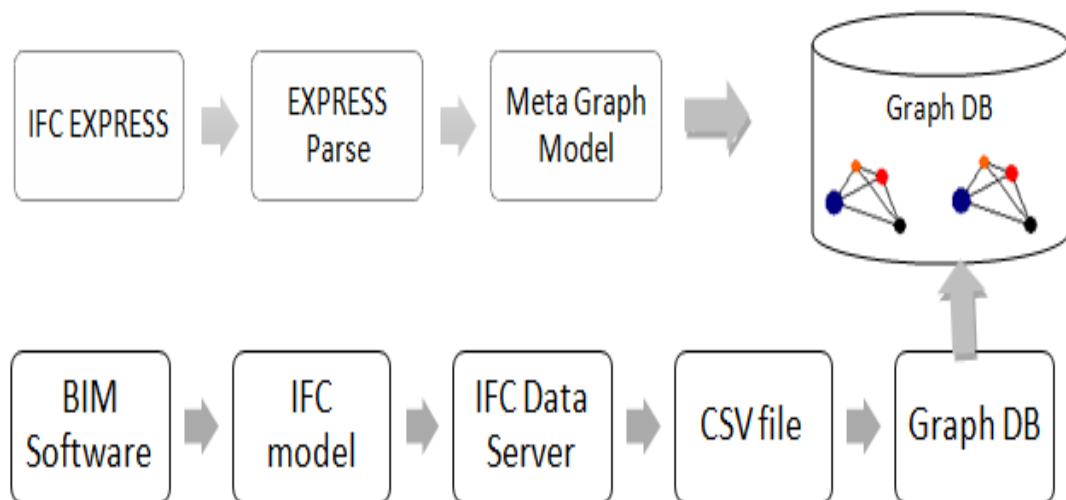 IFC EXPRESS
EXPRESS
Parse
Meta Graph
Model
Graph DB
BIM
Software
IFC
model
IFC Data
Server
CSV file
Graph DB